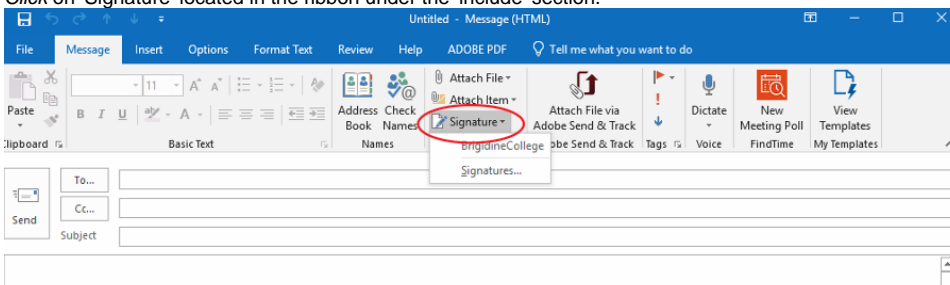 Click on 'Signature' located in the ribbon under the 'include' section.
Untitled - Message (HTML)
File Message Insert Options Format Text Review Help ADOBE PDF Tell me what you want to do
Paste
Clipboard
11
B I U
Basic Text
Address Book
Check Names
Names
Attach File
Attach Item
Signature
BrigidineCollege
Signatures...
Attach File via
Adobe Send & Track
obe Send & Track
Tags
Dictate
Voice
New
Meeting Poll
FindTime
View
Templates
My Templates
Send
To...
Cc...
Subject